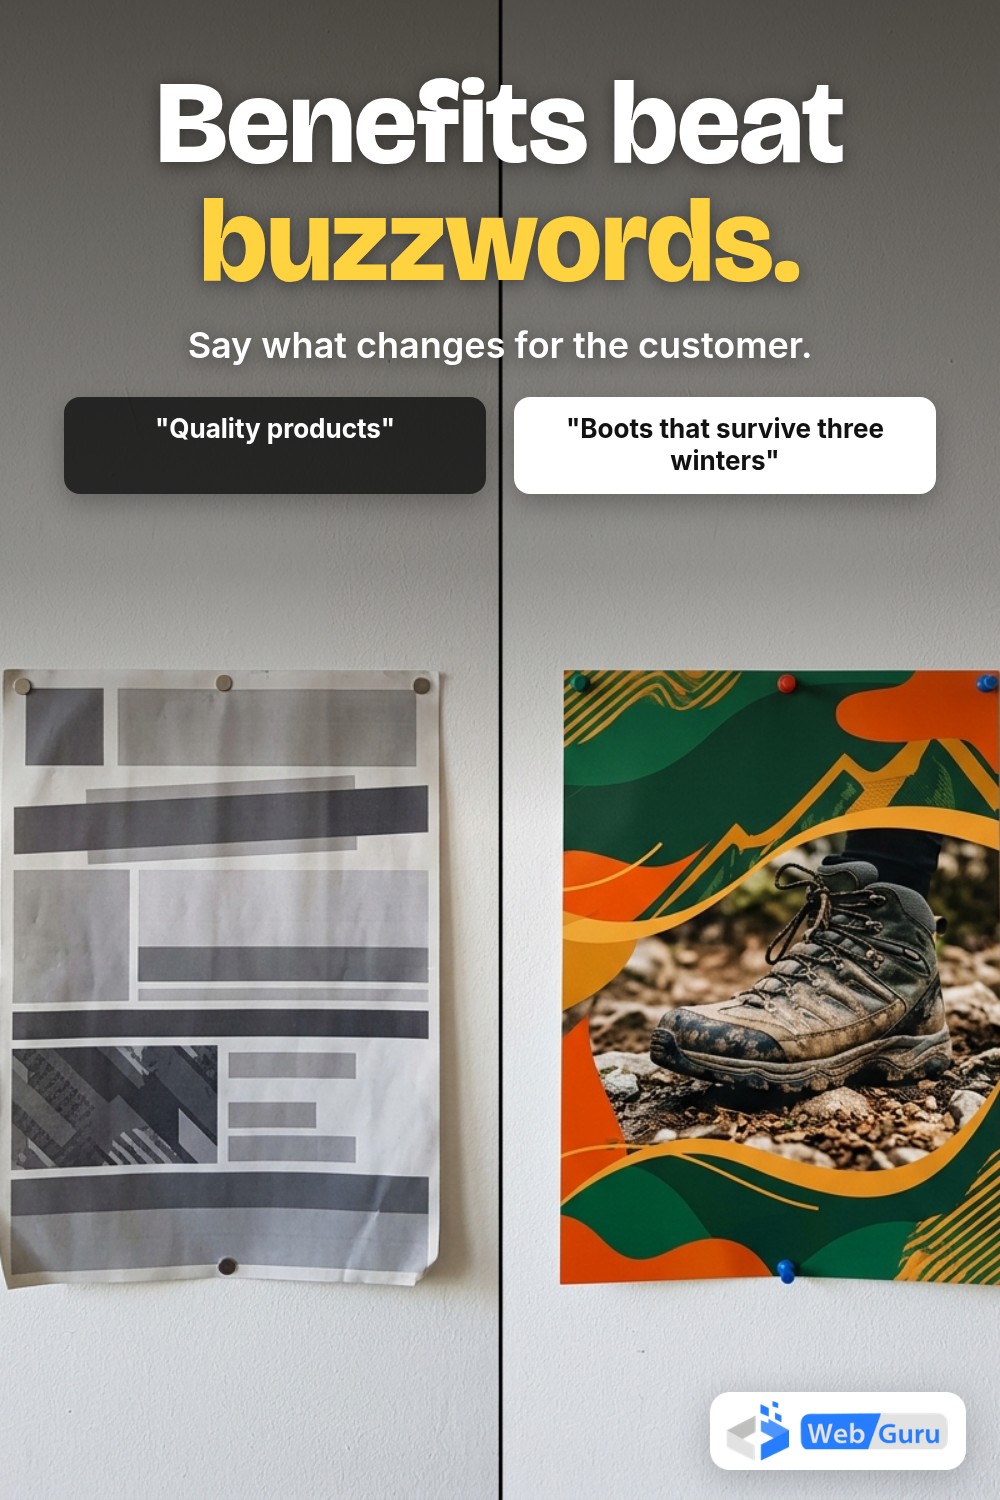 Benefits beat
buzzwords.
Say what changes for the customer.
"Quality products"
"Boots that survive three
winters"
Web Guru